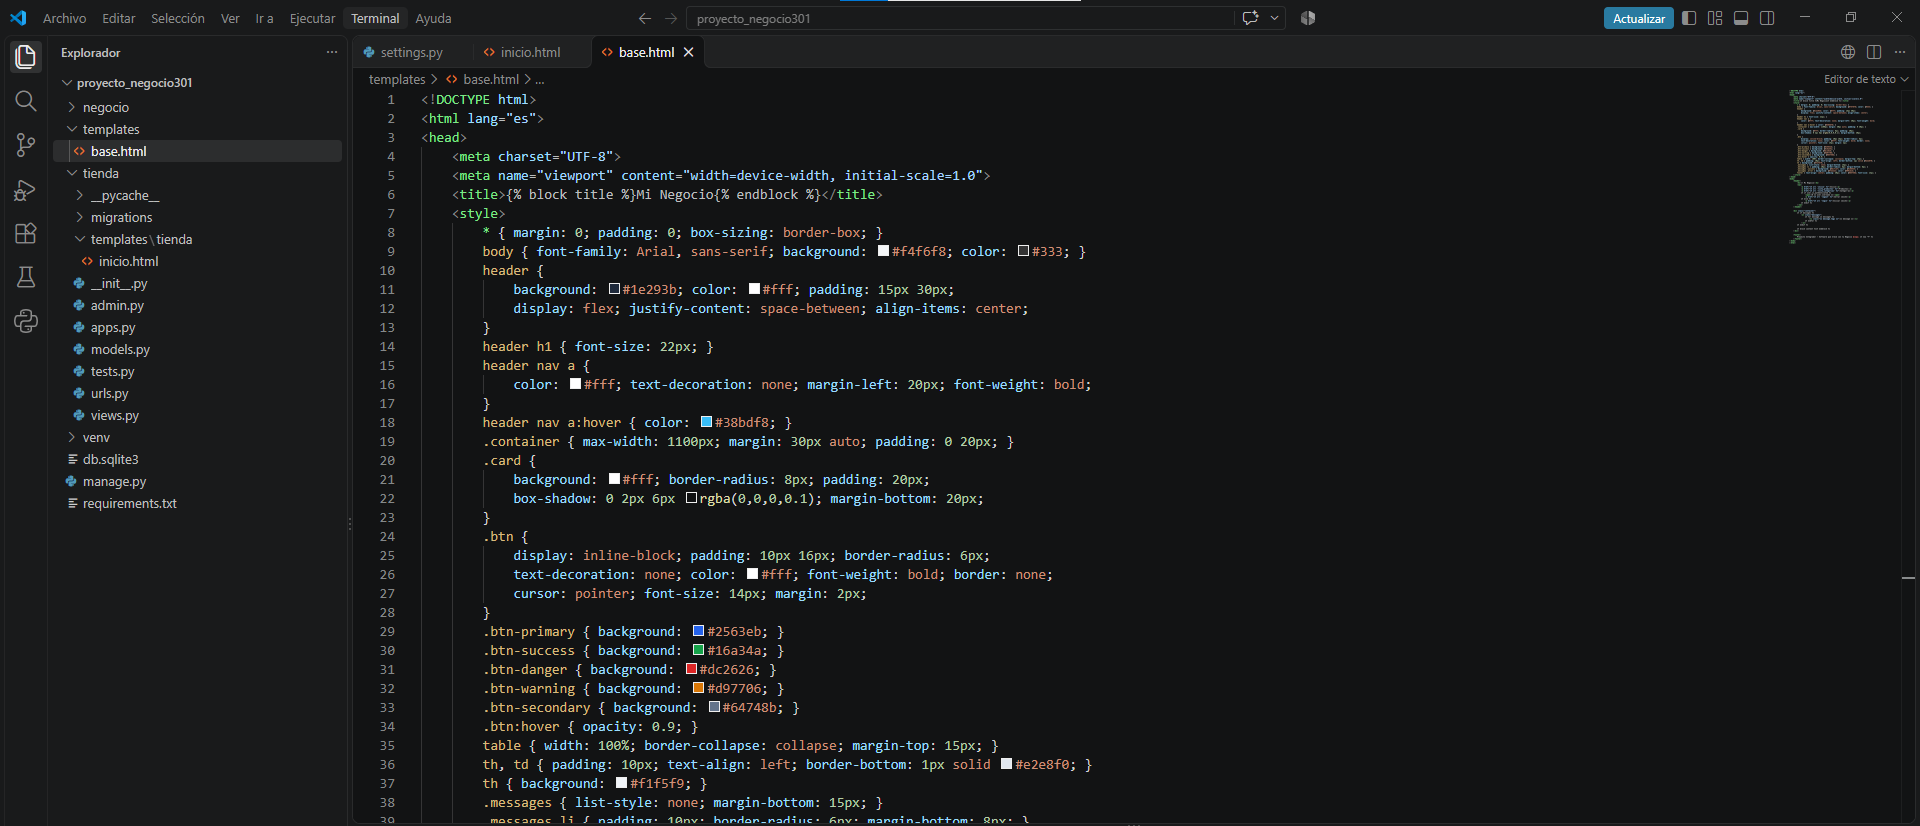 Archivo Editar Selección Ver Ir a Ejecutar Terminal Ayuda
proyecto_negocio301
Actualizar
Explorador
settings.py
inicio.html
base.html
templates > base.html > ...
Editor de texto
proyecto_negocio301
negocio
templates
base.html
tienda
__pycache__
migrations
templates\tienda
inicio.html
__init__.py
admin.py
apps.py
models.py
tests.py
urls.py
views.py
venv
db.sqlite3
manage.py
requirements.txt
1 <!DOCTYPE html>
2 <html lang="es">
3 <head>
4 <meta charset="UTF-8">
5 <meta name="viewport" content="width=device-width, initial-scale=1.0">
6 <title>{% block title %}Mi Negocio{% endblock %}</title>
7 <style>
8 * { margin: 0; padding: 0; box-sizing: border-box; }
9 body { font-family: Arial, sans-serif; background: #f4f6f8; color: #333; }
10 header {
11 background: #1e293b; color: #fff; padding: 15px 30px;
12 display: flex; justify-content: space-between; align-items: center;
13 }
14 header h1 { font-size: 22px; }
15 header nav a {
16 color: #fff; text-decoration: none; margin-left: 20px; font-weight: bold;
17 }
18 header nav a:hover { color: #38bdf8; }
19 .container { max-width: 1100px; margin: 30px auto; padding: 0 20px; }
20 .card {
21 background: #fff; border-radius: 8px; padding: 20px;
22 box-shadow: 0 2px 6px rgba(0,0,0,0.1); margin-bottom: 20px;
23 }
24 .btn {
25 display: inline-block; padding: 10px 16px; border-radius: 6px;
26 text-decoration: none; color: #fff; font-weight: bold; border: none;
27 cursor: pointer; font-size: 14px; margin: 2px;
28 }
29 .btn-primary { background: #2563eb; }
30 .btn-success { background: #16a34a; }
31 .btn-danger { background: #dc2626; }
32 .btn-warning { background: #d97706; }
33 .btn-secondary { background: #64748b; }
34 .btn:hover { opacity: 0.9; }
35 table { width: 100%; border-collapse: collapse; margin-top: 15px; }
36 th, td { padding: 10px; text-align: left; border-bottom: 1px solid #e2e8f0; }
37 th { background: #f1f5f9; }
38 .messages { list-style: none; margin-bottom: 15px; }
39 .messages li { padding: 10px; border-radius: 6px; margin-bottom: 8px; }